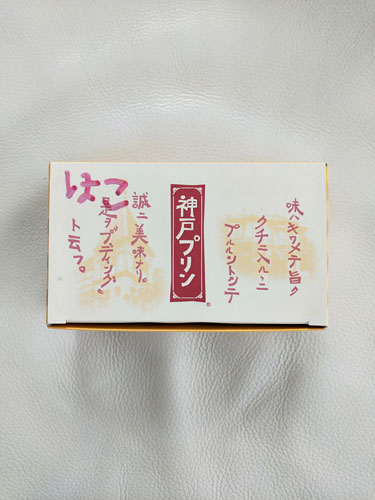 はこ
神戸プリン
味ハキワメテ旨ク
クチニ入ルヽニ
プルルントシテ
誠ニ美味ナリ。
是ヲプディングﾞ
ト云フ。